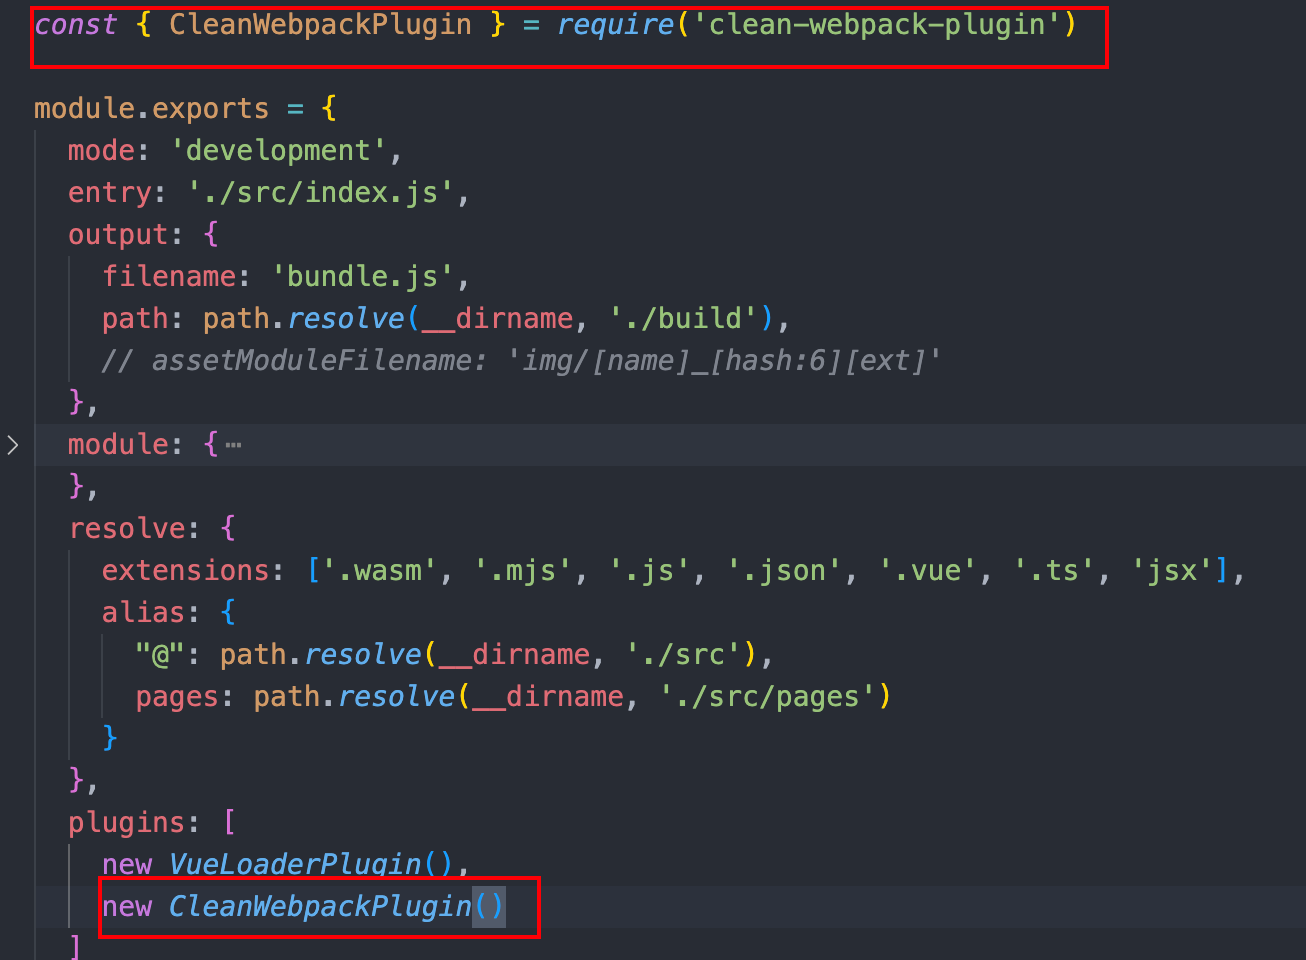 const { CleanWebpackPlugin } = require('clean-webpack-plugin')
module.exports = {
mode: 'development',
entry: './src/index.js',
output: {
filename: 'bundle.js',
path: path.resolve(__dirname, './build'),
// assetModuleFilename: 'img/[name]_[hash:6][ext]'
},
module: {⋯
},
resolve: {
extensions: ['.wasm', '.mjs', '.js', '.json', '.vue', '.ts', 'jsx'],
alias: {
"@": path.resolve(__dirname, './src'),
pages: path.resolve(__dirname, './src/pages')
}
},
plugins: [
new VueLoaderPlugin(),
new CleanWebpackPlugin()
]